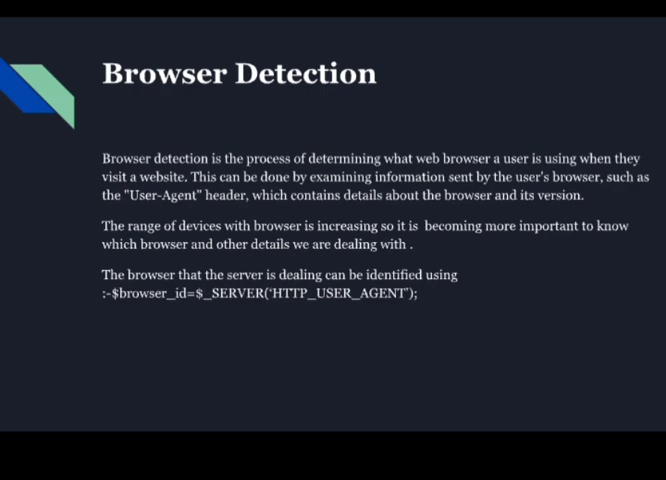 Browser Detection
Browser detection is the process of determining what web browser a user is using when they
visit a website. This can be done by examining information sent by the user's browser, such as
the "User-Agent" header, which contains details about the browser and its version.
The range of devices with browser is increasing so it is  becoming more important to know
which browser and other details we are dealing with .
The browser that the server is dealing can be identified using
:-$browser_id=$_SERVER(‘HTTP_USER_AGENT’);